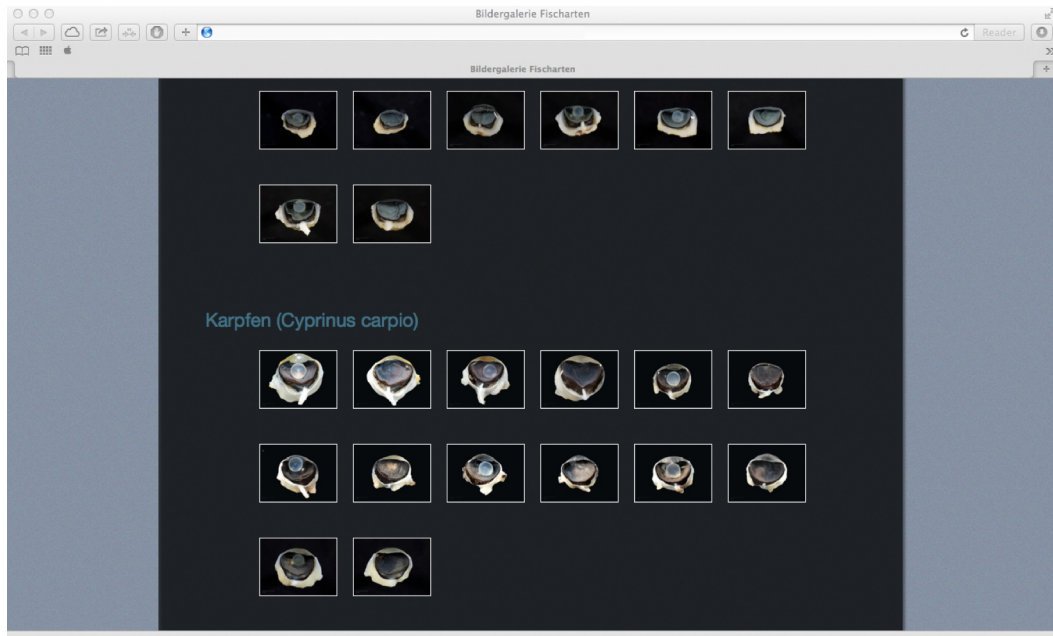 Bildergalerie Fischarten
Reader
Bildergalerie Fischarten
Karpfen (Cyprinus carpio)